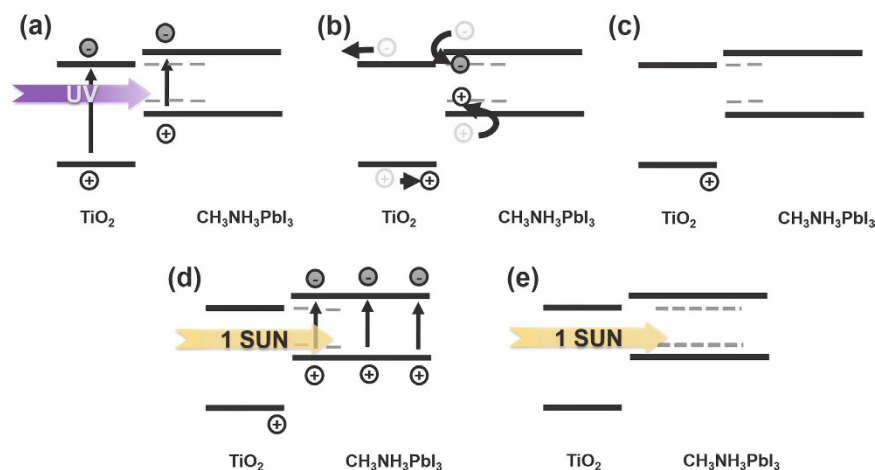 (a)
UV
TiO₂ CH₃NH₃PbI₃
(b)
TiO₂ CH₃NH₃PbI₃
(c)
TiO₂ CH₃NH₃PbI₃
(d)
1 SUN
TiO₂ CH₃NH₃PbI₃
(e)
1 SUN
TiO₂ CH₃NH₃PbI₃